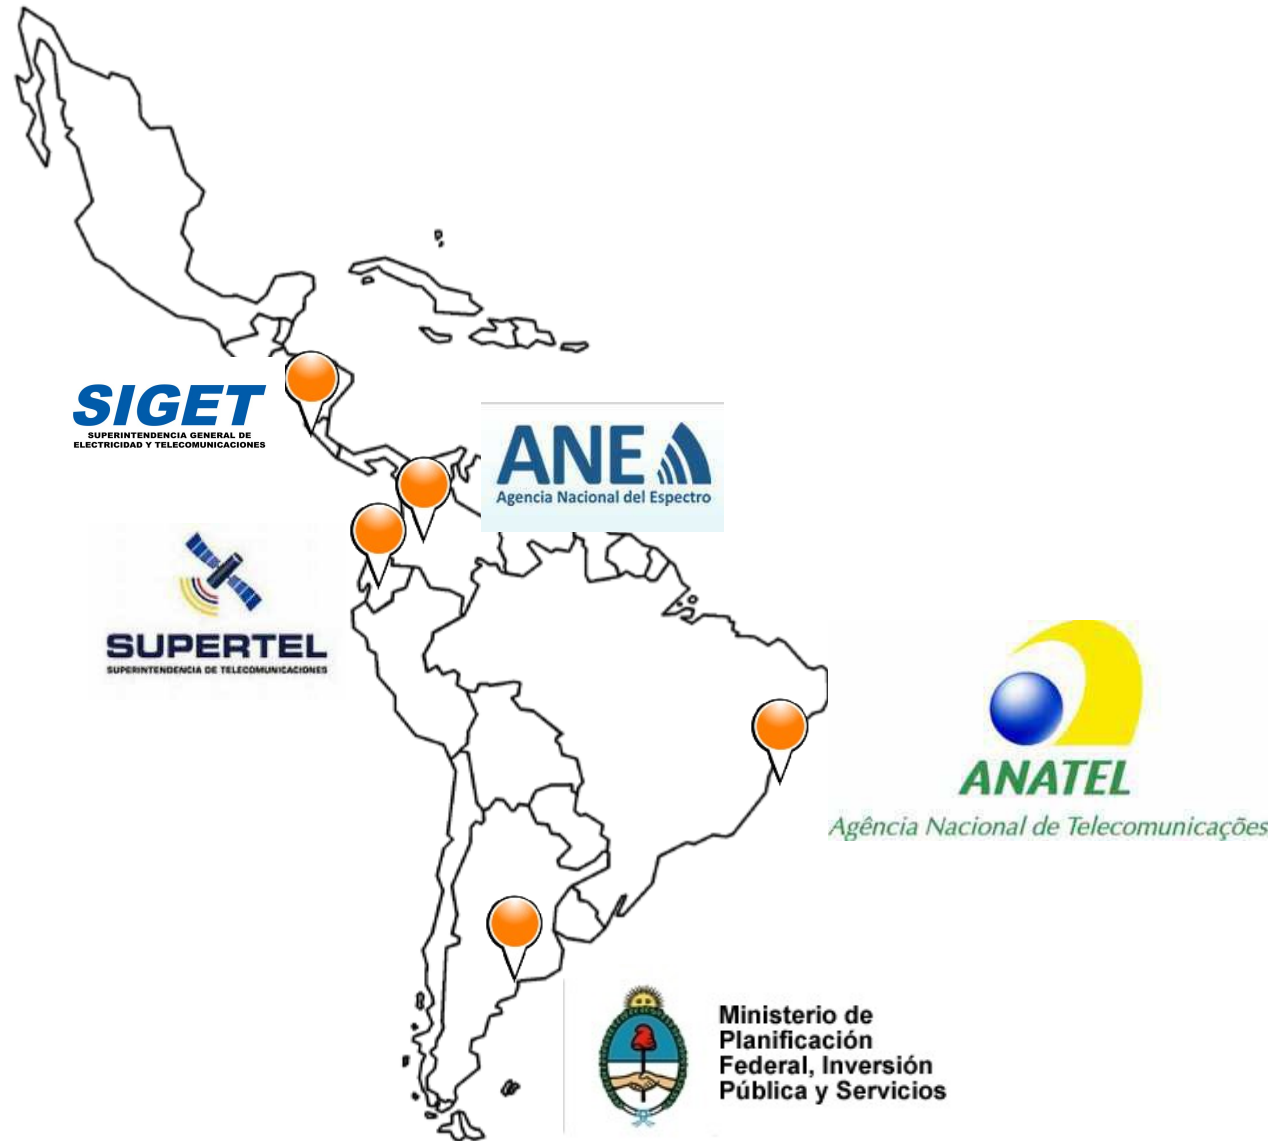 SIGET
SUPERINTENDENCIA GENERAL DE
ELECTRICIDAD Y TELECOMUNICACIONES
ANE
Agencia Nacional del Espectro
SUPERTEL
SUPERINTENDENCIA DE TELECOMUNICACIONES
ANATEL
Agência Nacional de Telecomunicações
Ministerio de
Planificación
Federal, Inversión
Pública y Servicios